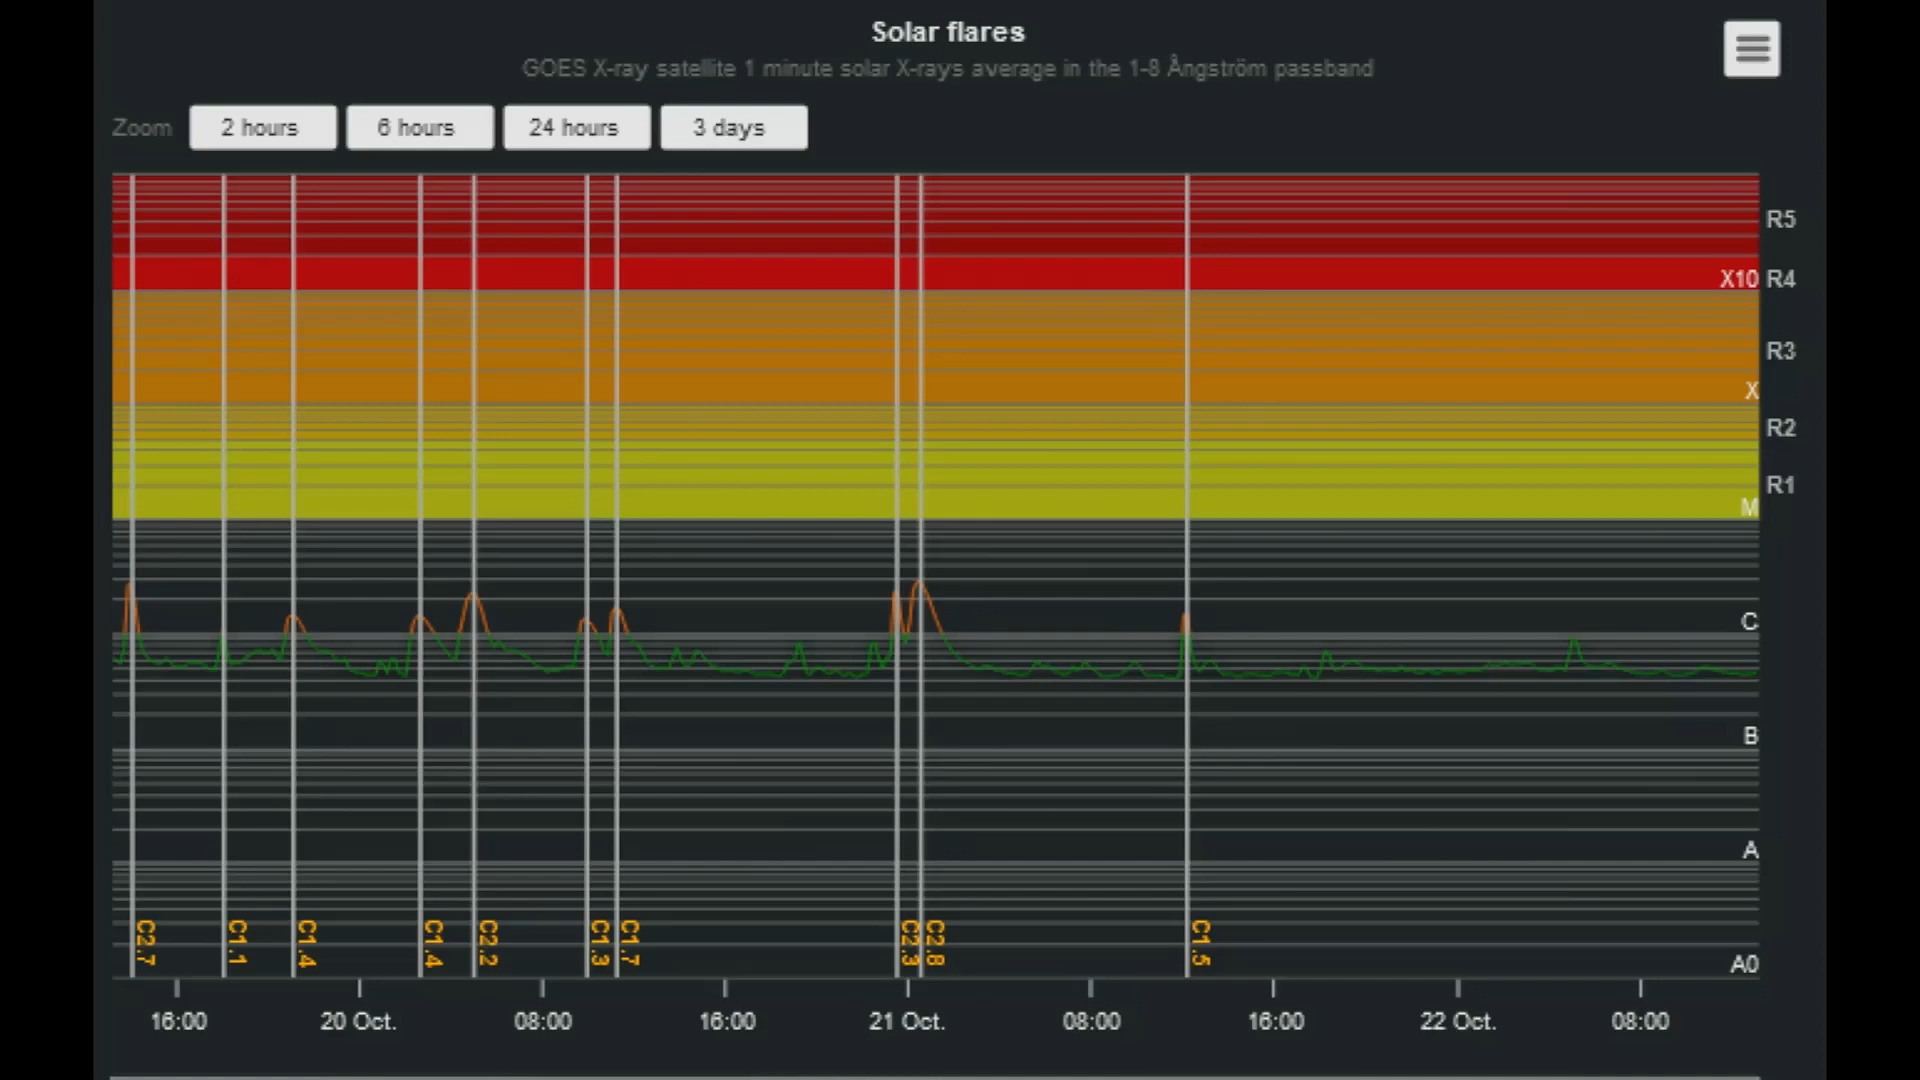 Solar flares
GOES X-ray satellite 1 minute solar X-rays average in the 1-8 Ångström passband
Zoom 2 hours 6 hours 24 hours 3 days
R5
X10 R4
R3
X
R2
R1
M
C
B
A
C2.7 C1.1 C1.4 C1.4 C2.2 C1.3 C1.7 C2.3 C2.8 C1.5
A0
16:00 20 Oct. 08:00 16:00 21 Oct. 08:00 16:00 22 Oct. 08:00